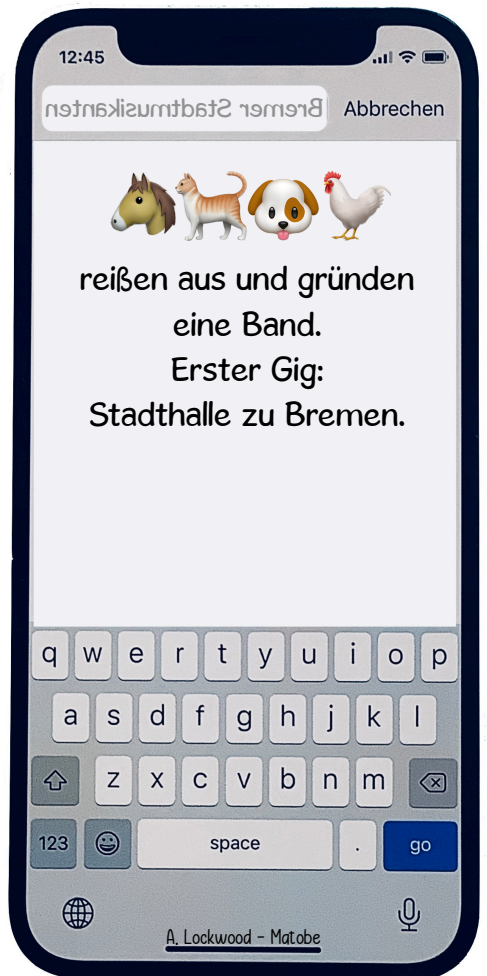 12:45
Bremer Stadtmusikanten
Abbrechen
reißen aus und gründen
eine Band.
Erster Gig:
Stadthalle zu Bremen.
q w e r t y u i o p
a s d f g h j k l
z x c v b n m
123
space
.
go
A. Lockwood - Matobe